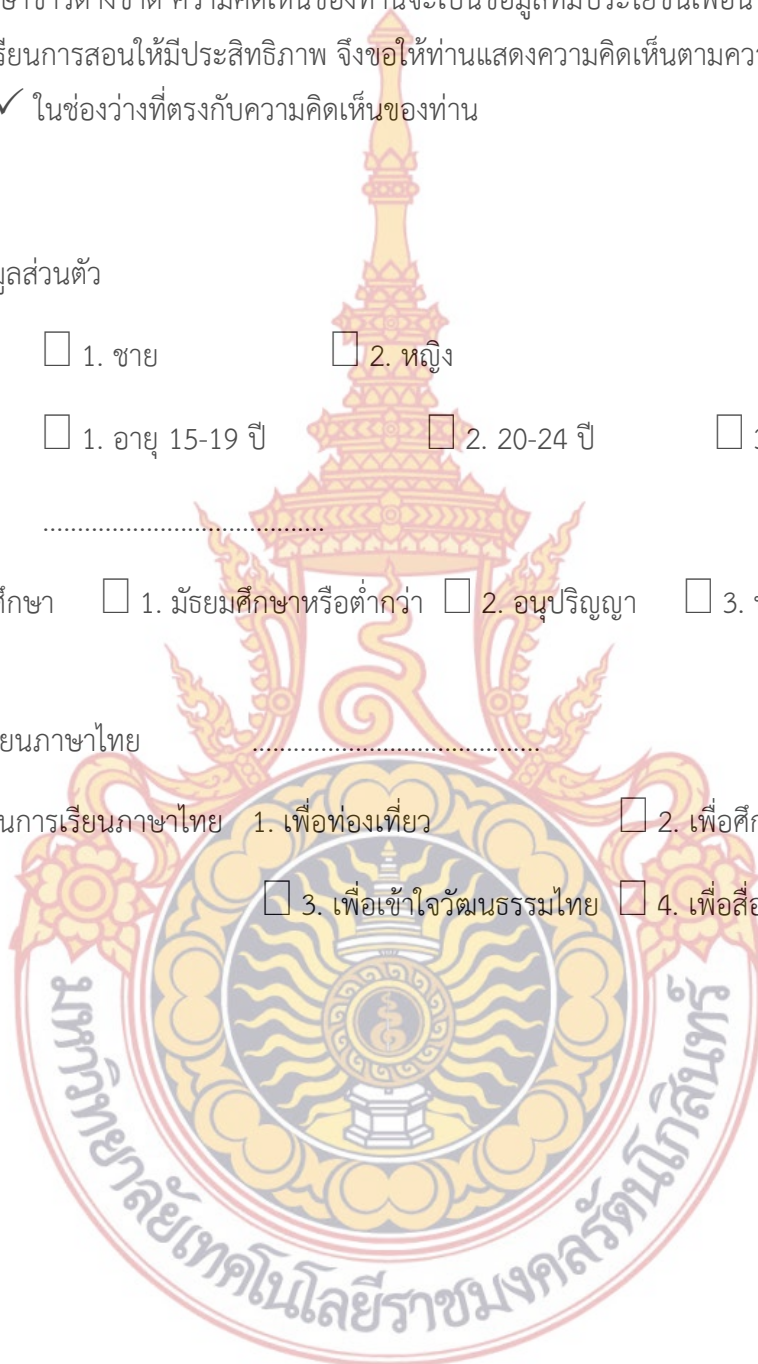 ษาชาวต่างชาติ ความคิดเห็นของท่านจะเป็นข้อมูลที่มีประโยชน์เพื่อน
รียนการสอนให้มีประสิทธิภาพ จึงขอให้ท่านแสดงความคิดเห็นตามควา
✓ ในช่องว่างที่ตรงกับความคิดเห็นของท่าน
มูลส่วนตัว
☐ 1. ชาย ☐ 2. หญิง
☐ 1. อายุ 15-19 ปี ☐ 2. 20-24 ปี ☐ 3
.........................................
ศึกษา ☐ 1. มัธยมศึกษาหรือต่ำกว่า ☐ 2. อนุปริญญา ☐ 3.
ยนภาษาไทย ..........................................
นการเรียนภาษาไทย 1. เพื่อท่องเที่ยว ☐ 2. เพื่อศึก
☐ 3. เพื่อเข้าใจวัฒนธรรมไทย ☐ 4. เพื่อสื่อ
มหาวิทยาลัยเทคโนโลยีราชมงคลรัตนโกสินทร์